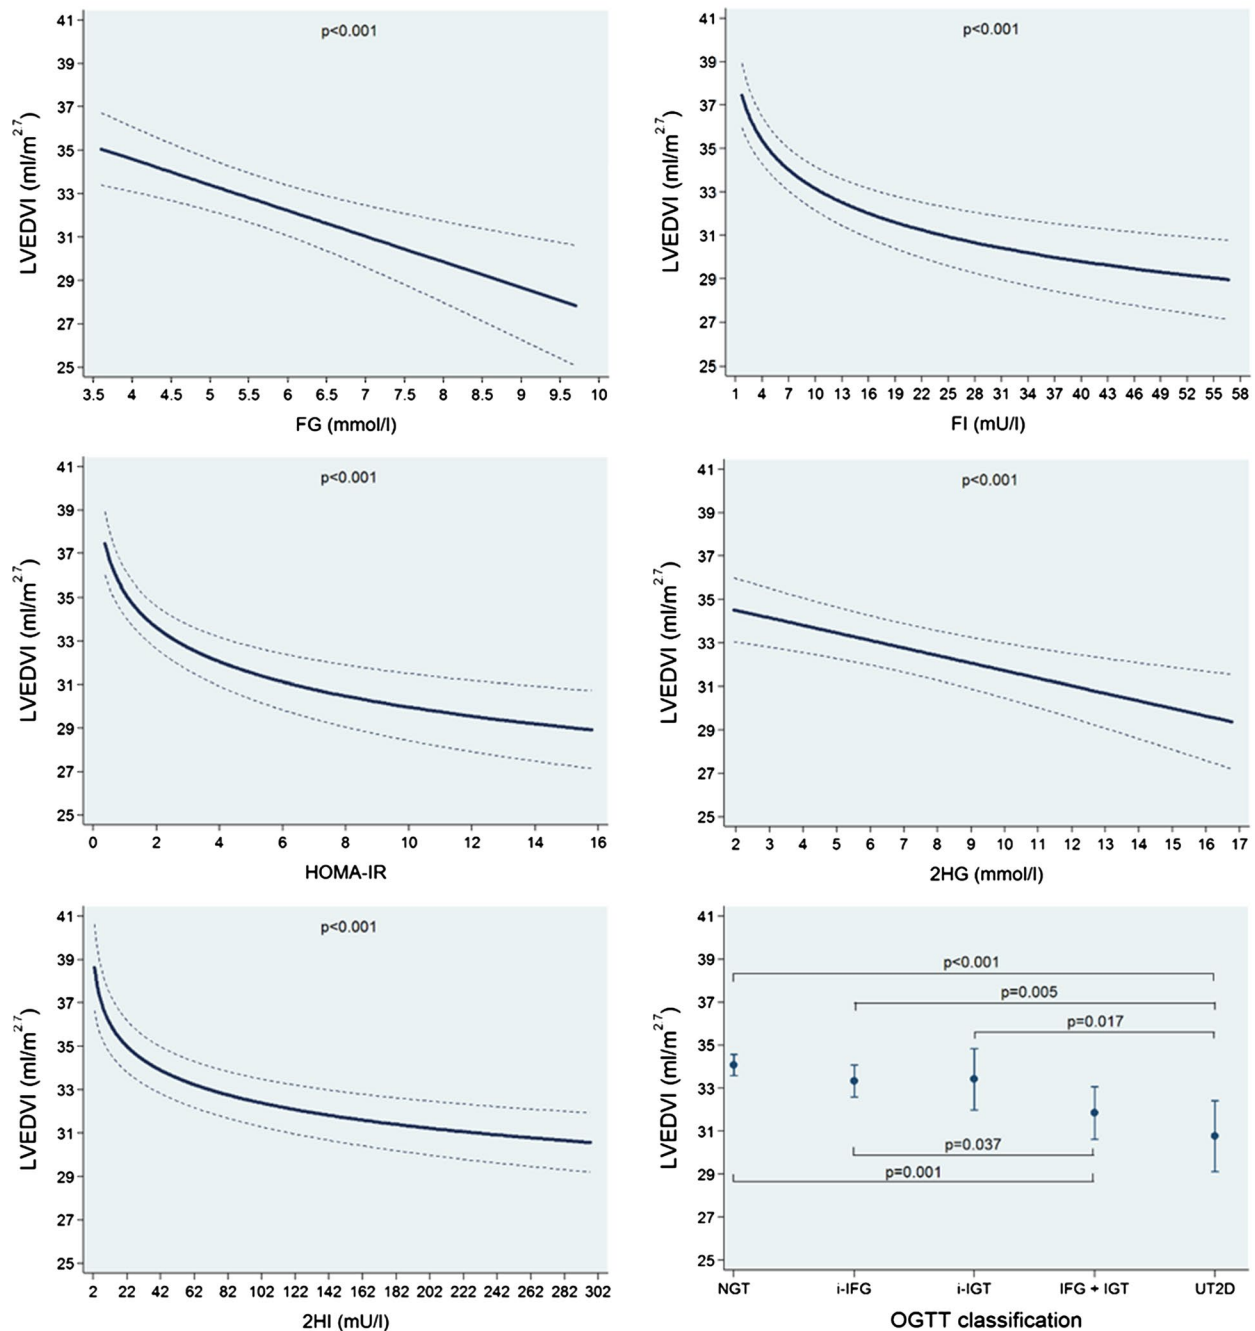 p<0.001
LVEDVI (ml/m2.7)
41
39
37
35
33
31
29
27
25
3.5 4 4.5 5 5.5 6 6.5 7 7.5 8 8.5 9 9.5 10
FG (mmol/l)
p<0.001
LVEDVI (ml/m2.7)
41
39
37
35
33
31
29
27
25
1 4 7 10 13 16 19 22 25 28 31 34 37 40 43 46 49 52 55 58
FI (mU/l)
p<0.001
LVEDVI (ml/m2.7)
41
39
37
35
33
31
29
27
25
0 2 4 6 8 10 12 14 16
HOMA-IR
p<0.001
LVEDVI (ml/m2.7)
41
39
37
35
33
31
29
27
25
2 3 4 5 6 7 8 9 10 11 12 13 14 15 16 17
2HG (mmol/l)
p<0.001
LVEDVI (ml/m2.7)
41
39
37
35
33
31
29
27
25
2 22 42 62 82 102 122 142 162 182 202 222 242 262 282 302
2HI (mU/l)
LVEDVI (ml/m2.7)
41
39
37
35
33
31
29
27
25
p<0.001
p=0.005
p=0.017
p=0.037
p=0.001
NGT i-IFG i-IGT IFG + IGT UT2D
OGTT classification